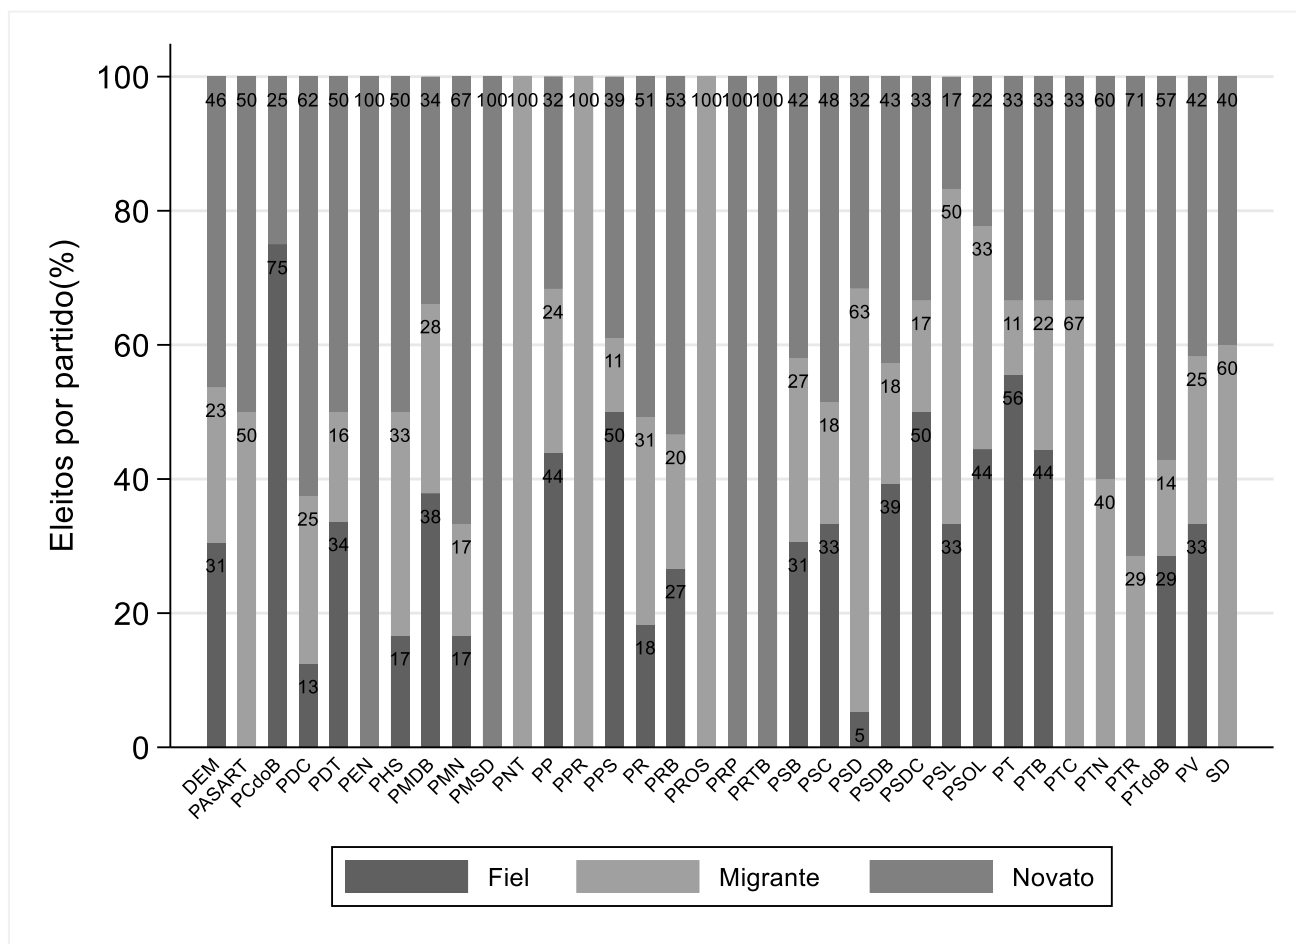 100
46 50 25 62 50 100 50 34 67 100 100 32 100 39 51 53 100 100 100 42 48 32 43 33 17 22 33 33 33 60 71 57 42 40
80
75 50 33
60
28 24 63 17 11 22 67
23 50 16 33 11 31 20 27 18 18 25 60
50 50 56
40
25 38 44 39 44 44 40 14
31 34 17 31 33 33 33
20
27 29 29
13 17 17 18
5
0
Eleitos por partido(%)
DEM PASART PCdoB PDC PDT PEN PHS PMDB PMN PMSD PNT PP PPR PPS PR PRB PROS PRP PRTB PSB PSC PSD PSDB PSDC PSL PSOL PT PTB PTC PTN PTR PTdoB PV SD
Fiel Migrante Novato